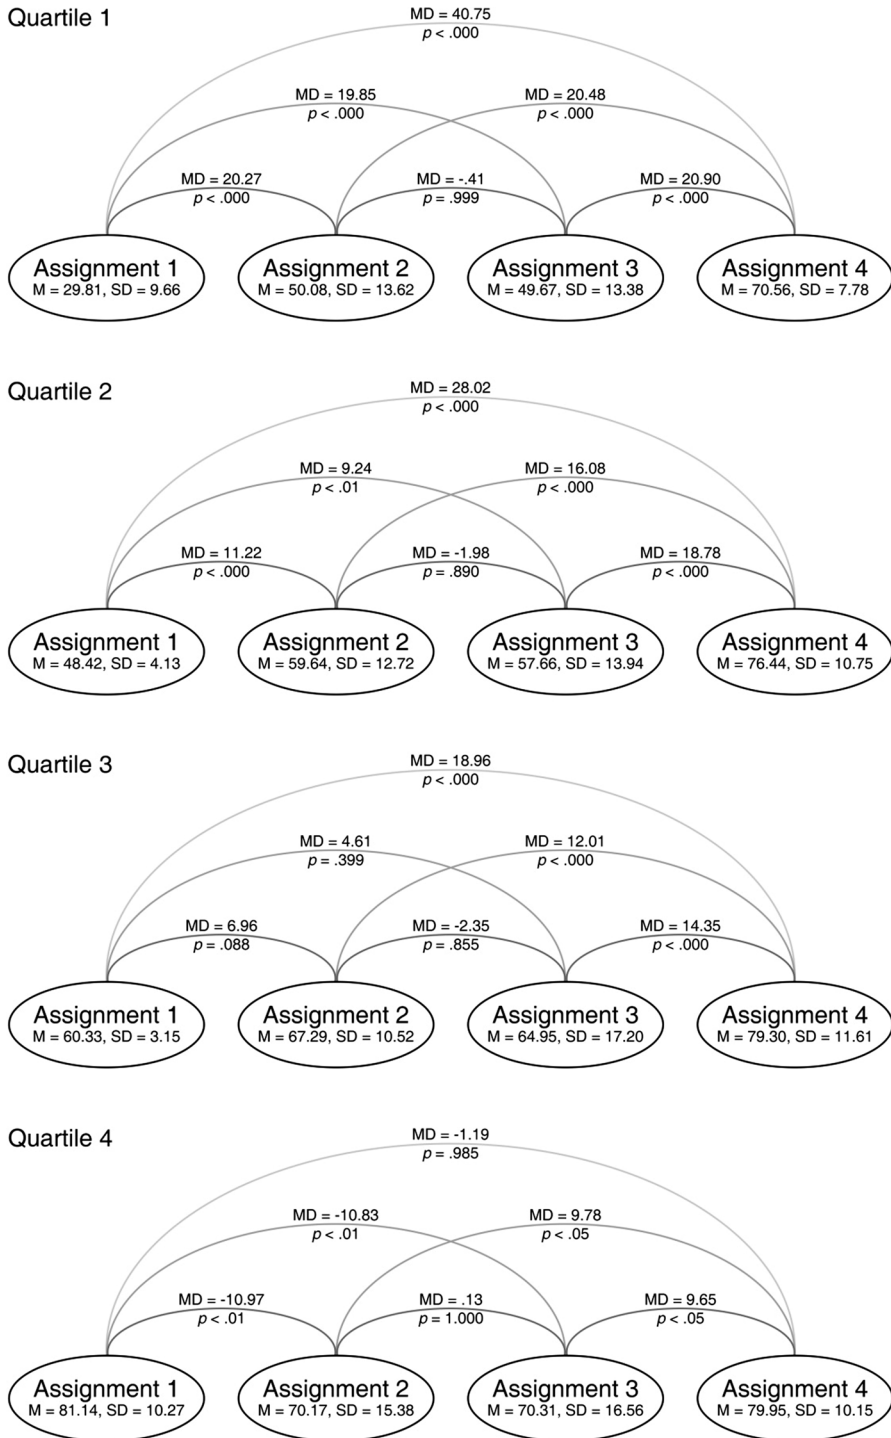 Quartile 1
MD = 40.75
p < .000
MD = 19.85
p < .000
MD = 20.48
p < .000
MD = 20.27
p < .000
MD = -.41
p = .999
MD = 20.90
p < .000
Assignment 1
M = 29.81, SD = 9.66
Assignment 2
M = 50.08, SD = 13.62
Assignment 3
M = 49.67, SD = 13.38
Assignment 4
M = 70.56, SD = 7.78
Quartile 2
MD = 28.02
p < .000
MD = 9.24
p < .01
MD = 16.08
p < .000
MD = 11.22
p < .000
MD = -1.98
p = .890
MD = 18.78
p < .000
Assignment 1
M = 48.42, SD = 4.13
Assignment 2
M = 59.64, SD = 12.72
Assignment 3
M = 57.66, SD = 13.94
Assignment 4
M = 76.44, SD = 10.75
Quartile 3
MD = 18.96
p < .000
MD = 4.61
p = .399
MD = 12.01
p < .000
MD = 6.96
p = .088
MD = -2.35
p = .855
MD = 14.35
p < .000
Assignment 1
M = 60.33, SD = 3.15
Assignment 2
M = 67.29, SD = 10.52
Assignment 3
M = 64.95, SD = 17.20
Assignment 4
M = 79.30, SD = 11.61
Quartile 4
MD = -1.19
p = .985
MD = -10.83
p < .01
MD = 9.78
p < .05
MD = -10.97
p < .01
MD = .13
p = 1.000
MD = 9.65
p < .05
Assignment 1
M = 81.14, SD = 10.27
Assignment 2
M = 70.17, SD = 15.38
Assignment 3
M = 70.31, SD = 16.56
Assignment 4
M = 79.95, SD = 10.15